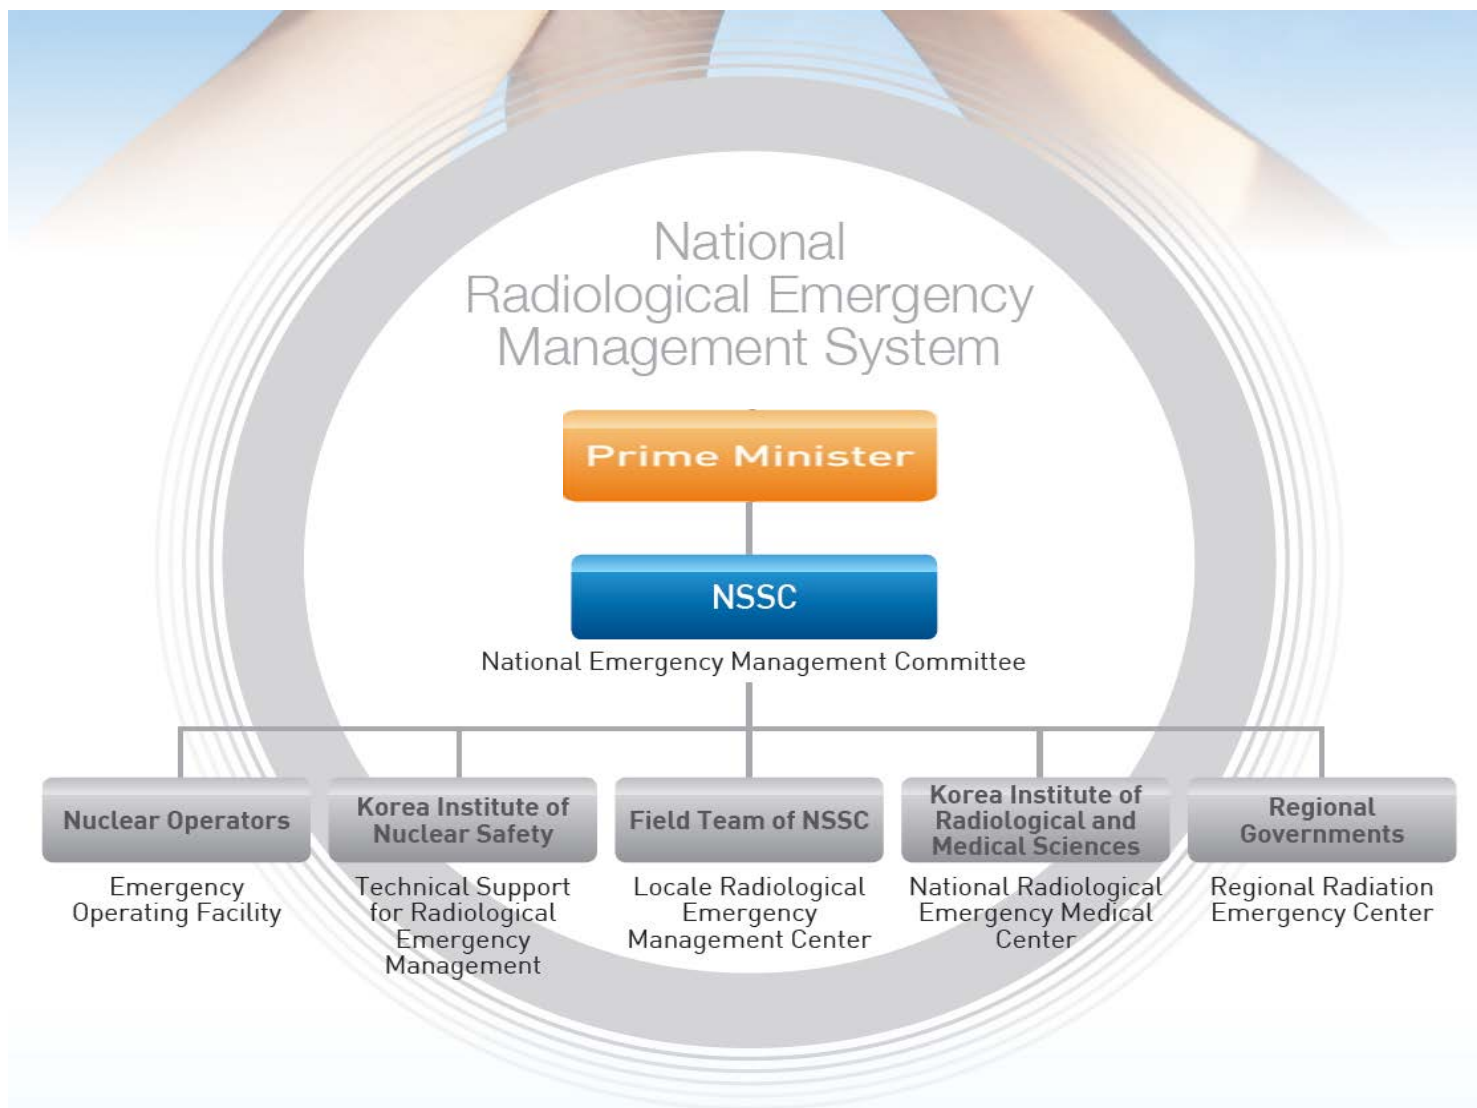 National
Radiological Emergency
Management System
Prime Minister
NSSC
National Emergency Management Committee
Nuclear Operators
Emergency
Operating Facility
Korea Institute of
Nuclear Safety
Technical Support
for Radiological
Emergency
Management
Field Team of NSSC
Locale Radiological
Emergency
Management Center
Korea Institute of
Radiological and
Medical Sciences
National Radiological
Emergency Medical
Center
Regional
Governments
Regional Radiation
Emergency Center